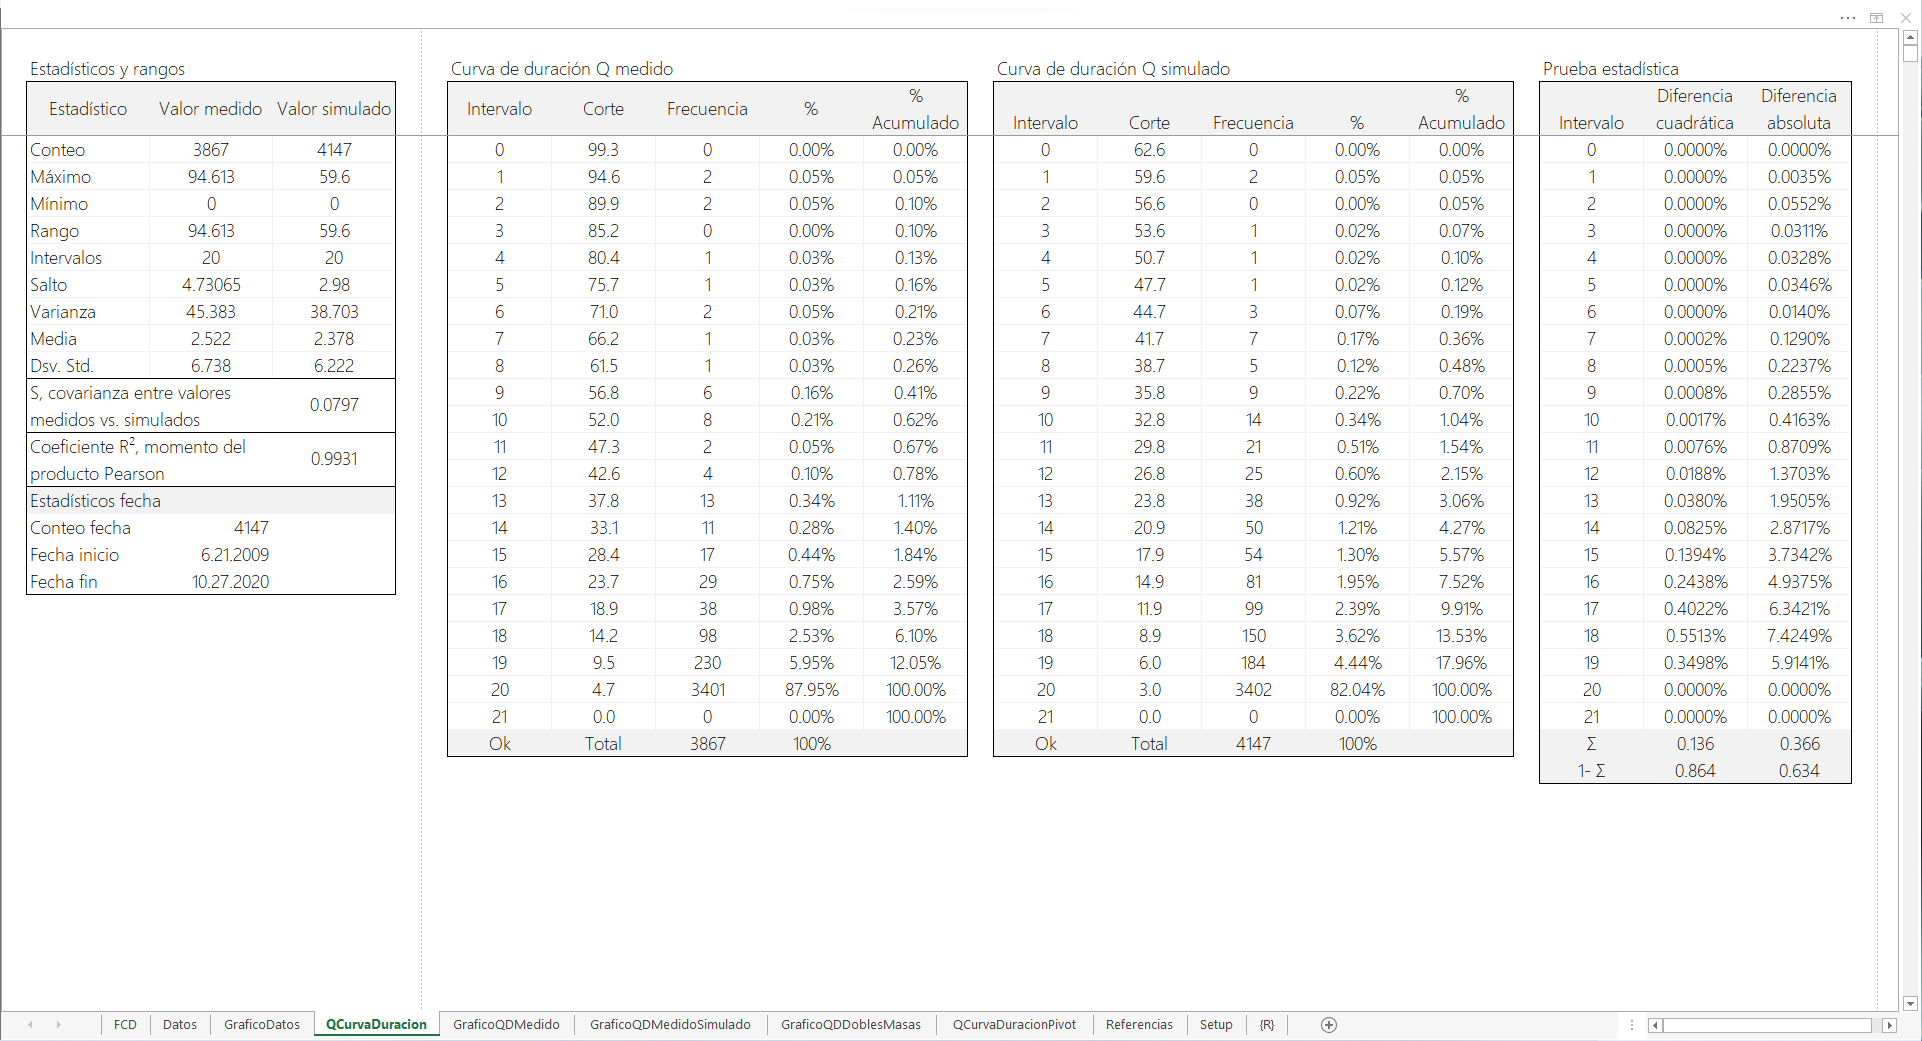 Estadísticos y rangos
Estadístico Valor medido Valor simulado
Conteo 3867 4147
Máximo 94.613 59.6
Mínimo 0 0
Rango 94.613 59.6
Intervalos 20 20
Salto 4.73065 2.98
Varianza 45.383 38.703
Media 2.522 2.378
Dsv. Std. 6.738 6.222
S, covarianza entre valores
medidos vs. simulados 0.0797
Coeficiente R², momento del
producto Pearson 0.9931
Estadísticos fecha
Conteo fecha 4147
Fecha inicio 6.21.2009
Fecha fin 10.27.2020
Curva de duración Q medido
Intervalo Corte Frecuencia % % Acumulado
0 99.3 0 0.00% 0.00%
1 94.6 2 0.05% 0.05%
2 89.9 2 0.05% 0.10%
3 85.2 0 0.00% 0.10%
4 80.4 1 0.03% 0.13%
5 75.7 1 0.03% 0.16%
6 71.0 2 0.05% 0.21%
7 66.2 1 0.03% 0.23%
8 61.5 1 0.03% 0.26%
9 56.8 6 0.16% 0.41%
10 52.0 8 0.21% 0.62%
11 47.3 2 0.05% 0.67%
12 42.6 4 0.10% 0.78%
13 37.8 13 0.34% 1.11%
14 33.1 11 0.28% 1.40%
15 28.4 17 0.44% 1.84%
16 23.7 29 0.75% 2.59%
17 18.9 38 0.98% 3.57%
18 14.2 98 2.53% 6.10%
19 9.5 230 5.95% 12.05%
20 4.7 3401 87.95% 100.00%
21 0.0 0 0.00% 100.00%
Ok Total 3867 100%
Curva de duración Q simulado
Intervalo Corte Frecuencia % % Acumulado
0 62.6 0 0.00% 0.00%
1 59.6 2 0.05% 0.05%
2 56.6 0 0.00% 0.05%
3 53.6 1 0.02% 0.07%
4 50.7 1 0.02% 0.10%
5 47.7 1 0.02% 0.12%
6 44.7 3 0.07% 0.19%
7 41.7 7 0.17% 0.36%
8 38.7 5 0.12% 0.48%
9 35.8 9 0.22% 0.70%
10 32.8 14 0.34% 1.04%
11 29.8 21 0.51% 1.54%
12 26.8 25 0.60% 2.15%
13 23.8 38 0.92% 3.06%
14 20.9 50 1.21% 4.27%
15 17.9 54 1.30% 5.57%
16 14.9 81 1.95% 7.52%
17 11.9 99 2.39% 9.91%
18 8.9 150 3.62% 13.53%
19 6.0 184 4.44% 17.96%
20 3.0 3402 82.04% 100.00%
21 0.0 0 0.00% 100.00%
Ok Total 4147 100%
Prueba estadística
Intervalo Diferencia cuadrática Diferencia absoluta
0 0.0000% 0.0000%
1 0.0000% 0.0035%
2 0.0000% 0.0552%
3 0.0000% 0.0311%
4 0.0000% 0.0328%
5 0.0000% 0.0346%
6 0.0000% 0.0140%
7 0.0002% 0.1290%
8 0.0005% 0.2237%
9 0.0008% 0.2855%
10 0.0017% 0.4163%
11 0.0076% 0.8709%
12 0.0188% 1.3703%
13 0.0380% 1.9505%
14 0.0825% 2.8717%
15 0.1394% 3.7342%
16 0.2438% 4.9375%
17 0.4022% 6.3421%
18 0.5513% 7.4249%
19 0.3498% 5.9141%
20 0.0000% 0.0000%
21 0.0000% 0.0000%
Σ 0.136 0.366
1- Σ 0.864 0.634
FCD Datos GraficoDatos QCurvaDuracion GraficoQDMedido GraficoQDMedidoSimulado GraficoQDDoblesMasas QCurvaDuracionPivot Referencias Setup {R}